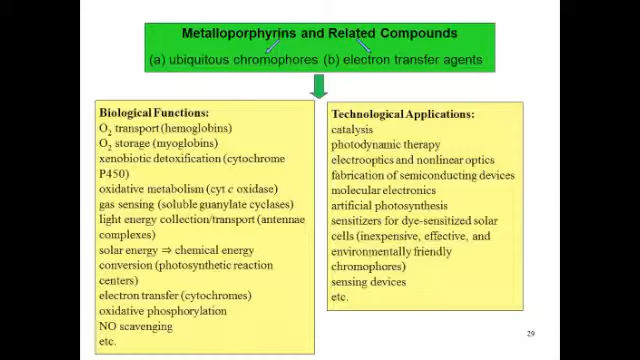 Metalloporphyrins and Related Compounds
(a) ubiquitous chromophores (b) electron transfer agents
Biological Functions:
O₂ transport (hemoglobins)
O₂ storage (myoglobins)
xenobiotic detoxification (cytochrome
P450)
oxidative metabolism (cyt c oxidase)
gas sensing (soluble guanylate cyclases)
light energy collection/transport (antennae
complexes)
solar energy ⇒ chemical energy
conversion (photosynthetic reaction
centers)
electron transfer (cytochromes)
oxidative phosphorylation
NO scavenging
etc.
Technological Applications:
catalysis
photodynamic therapy
electrooptics and nonlinear optics
fabrication of semiconducting devices
molecular electronics
artificial photosynthesis
sensitizers for dye-sensitized solar
cells (inexpensive, effective, and
environmentally friendly
chromophores)
sensing devices
etc.
29